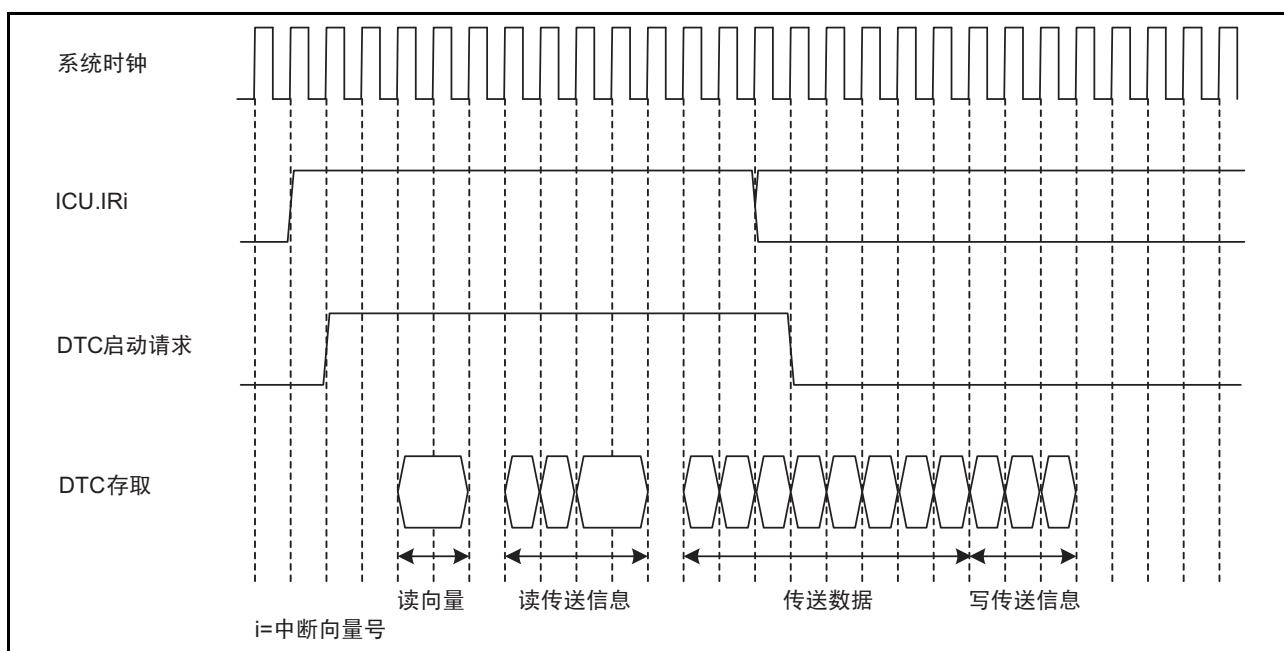 系统时钟
ICU.IRi
DTC启动请求
DTC存取
读向量
读传送信息
传送数据
写传送信息
i=中断向量号